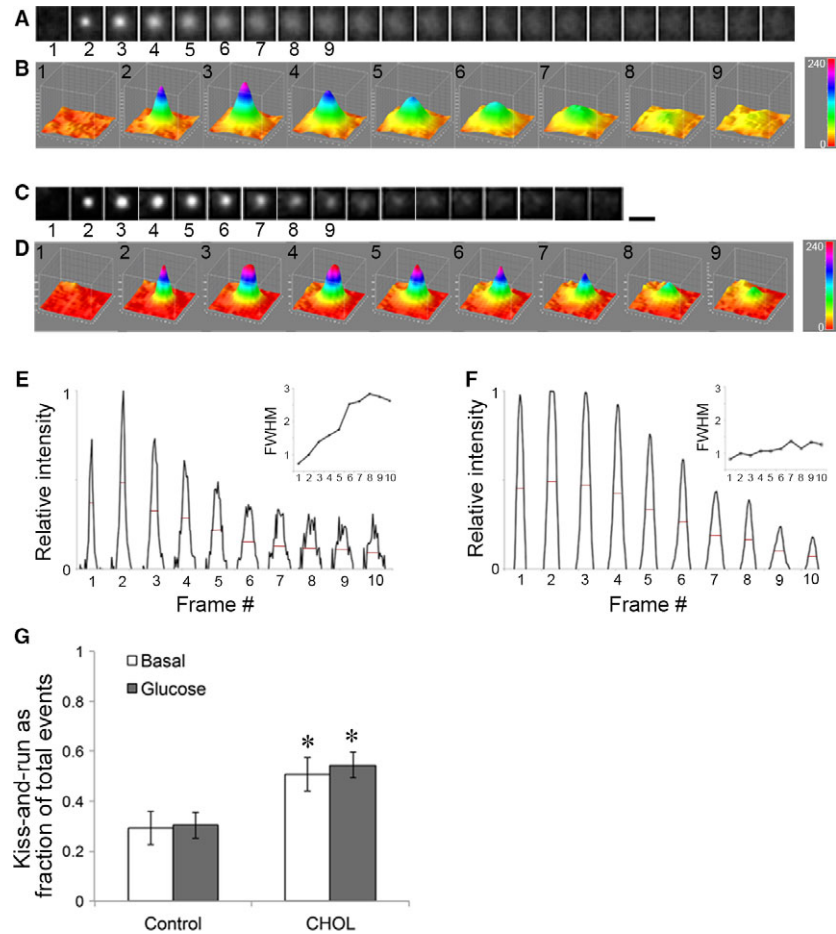 A
1 2 3 4 5 6 7 8 9
B
1 2 3 4 5 6 7 8 9
240
0
C
1 2 3 4 5 6 7 8 9
D
1 2 3 4 5 6 7 8 9
240
0
E
Relative intensity
1
0
1 2 3 4 5 6 7 8 9 10
Frame #
FWHM
3
2
1
1 2 3 4 5 6 7 8 9 10
F
Relative intensity
1
0
1 2 3 4 5 6 7 8 9 10
Frame #
FWHM
3
2
1
1 2 3 4 5 6 7 8 9 10
G
Kiss-and-run as
fraction of total events
1
0.8
0.6
0.4
0.2
0
Basal
Glucose
* *
Control CHOL